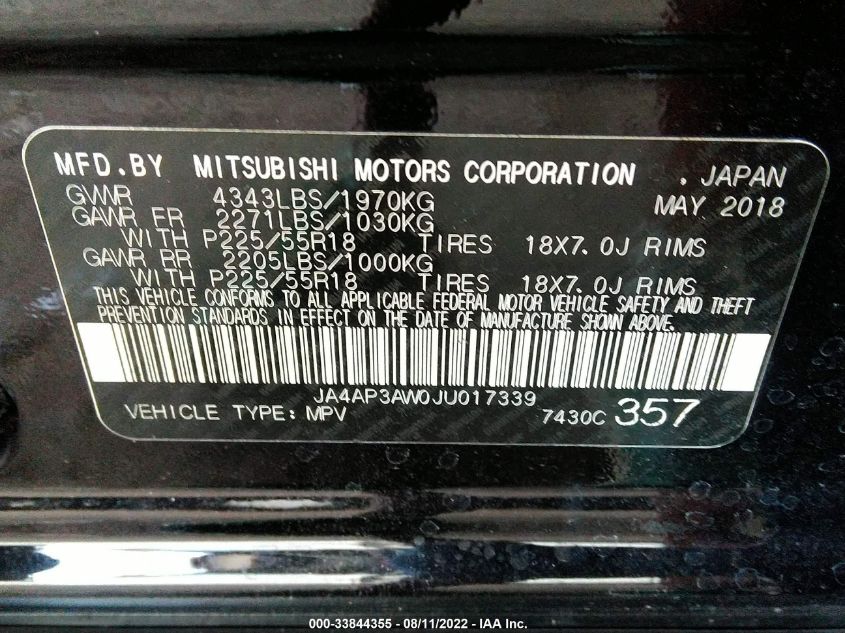 MFD.BY MITSUBISHI MOTORS CORPORATION . JAPAN
GVWR 4343LBS/1970KG MAY 2018
GAWR FR 2271LBS/1030KG
WITH P225/55R18 TIRES 18X7.0J RIMS
GAWR RR 2205LBS/1000KG
WITH P225/55R18 TIRES 18X7.0J RIMS
THIS VEHICLE CONFORMS TO ALL APPLICABLE FEDERAL MOTOR VEHICLE SAFETY AND THEFT
PREVENTION STANDARDS IN EFFECT ON THE DATE OF MANUFACTURE SHOWN ABOVE.
JA4AP3AW0JU017339
VEHICLE TYPE: MPV 7430C 357
000-33844355 - 08/11/2022 - IAA Inc.